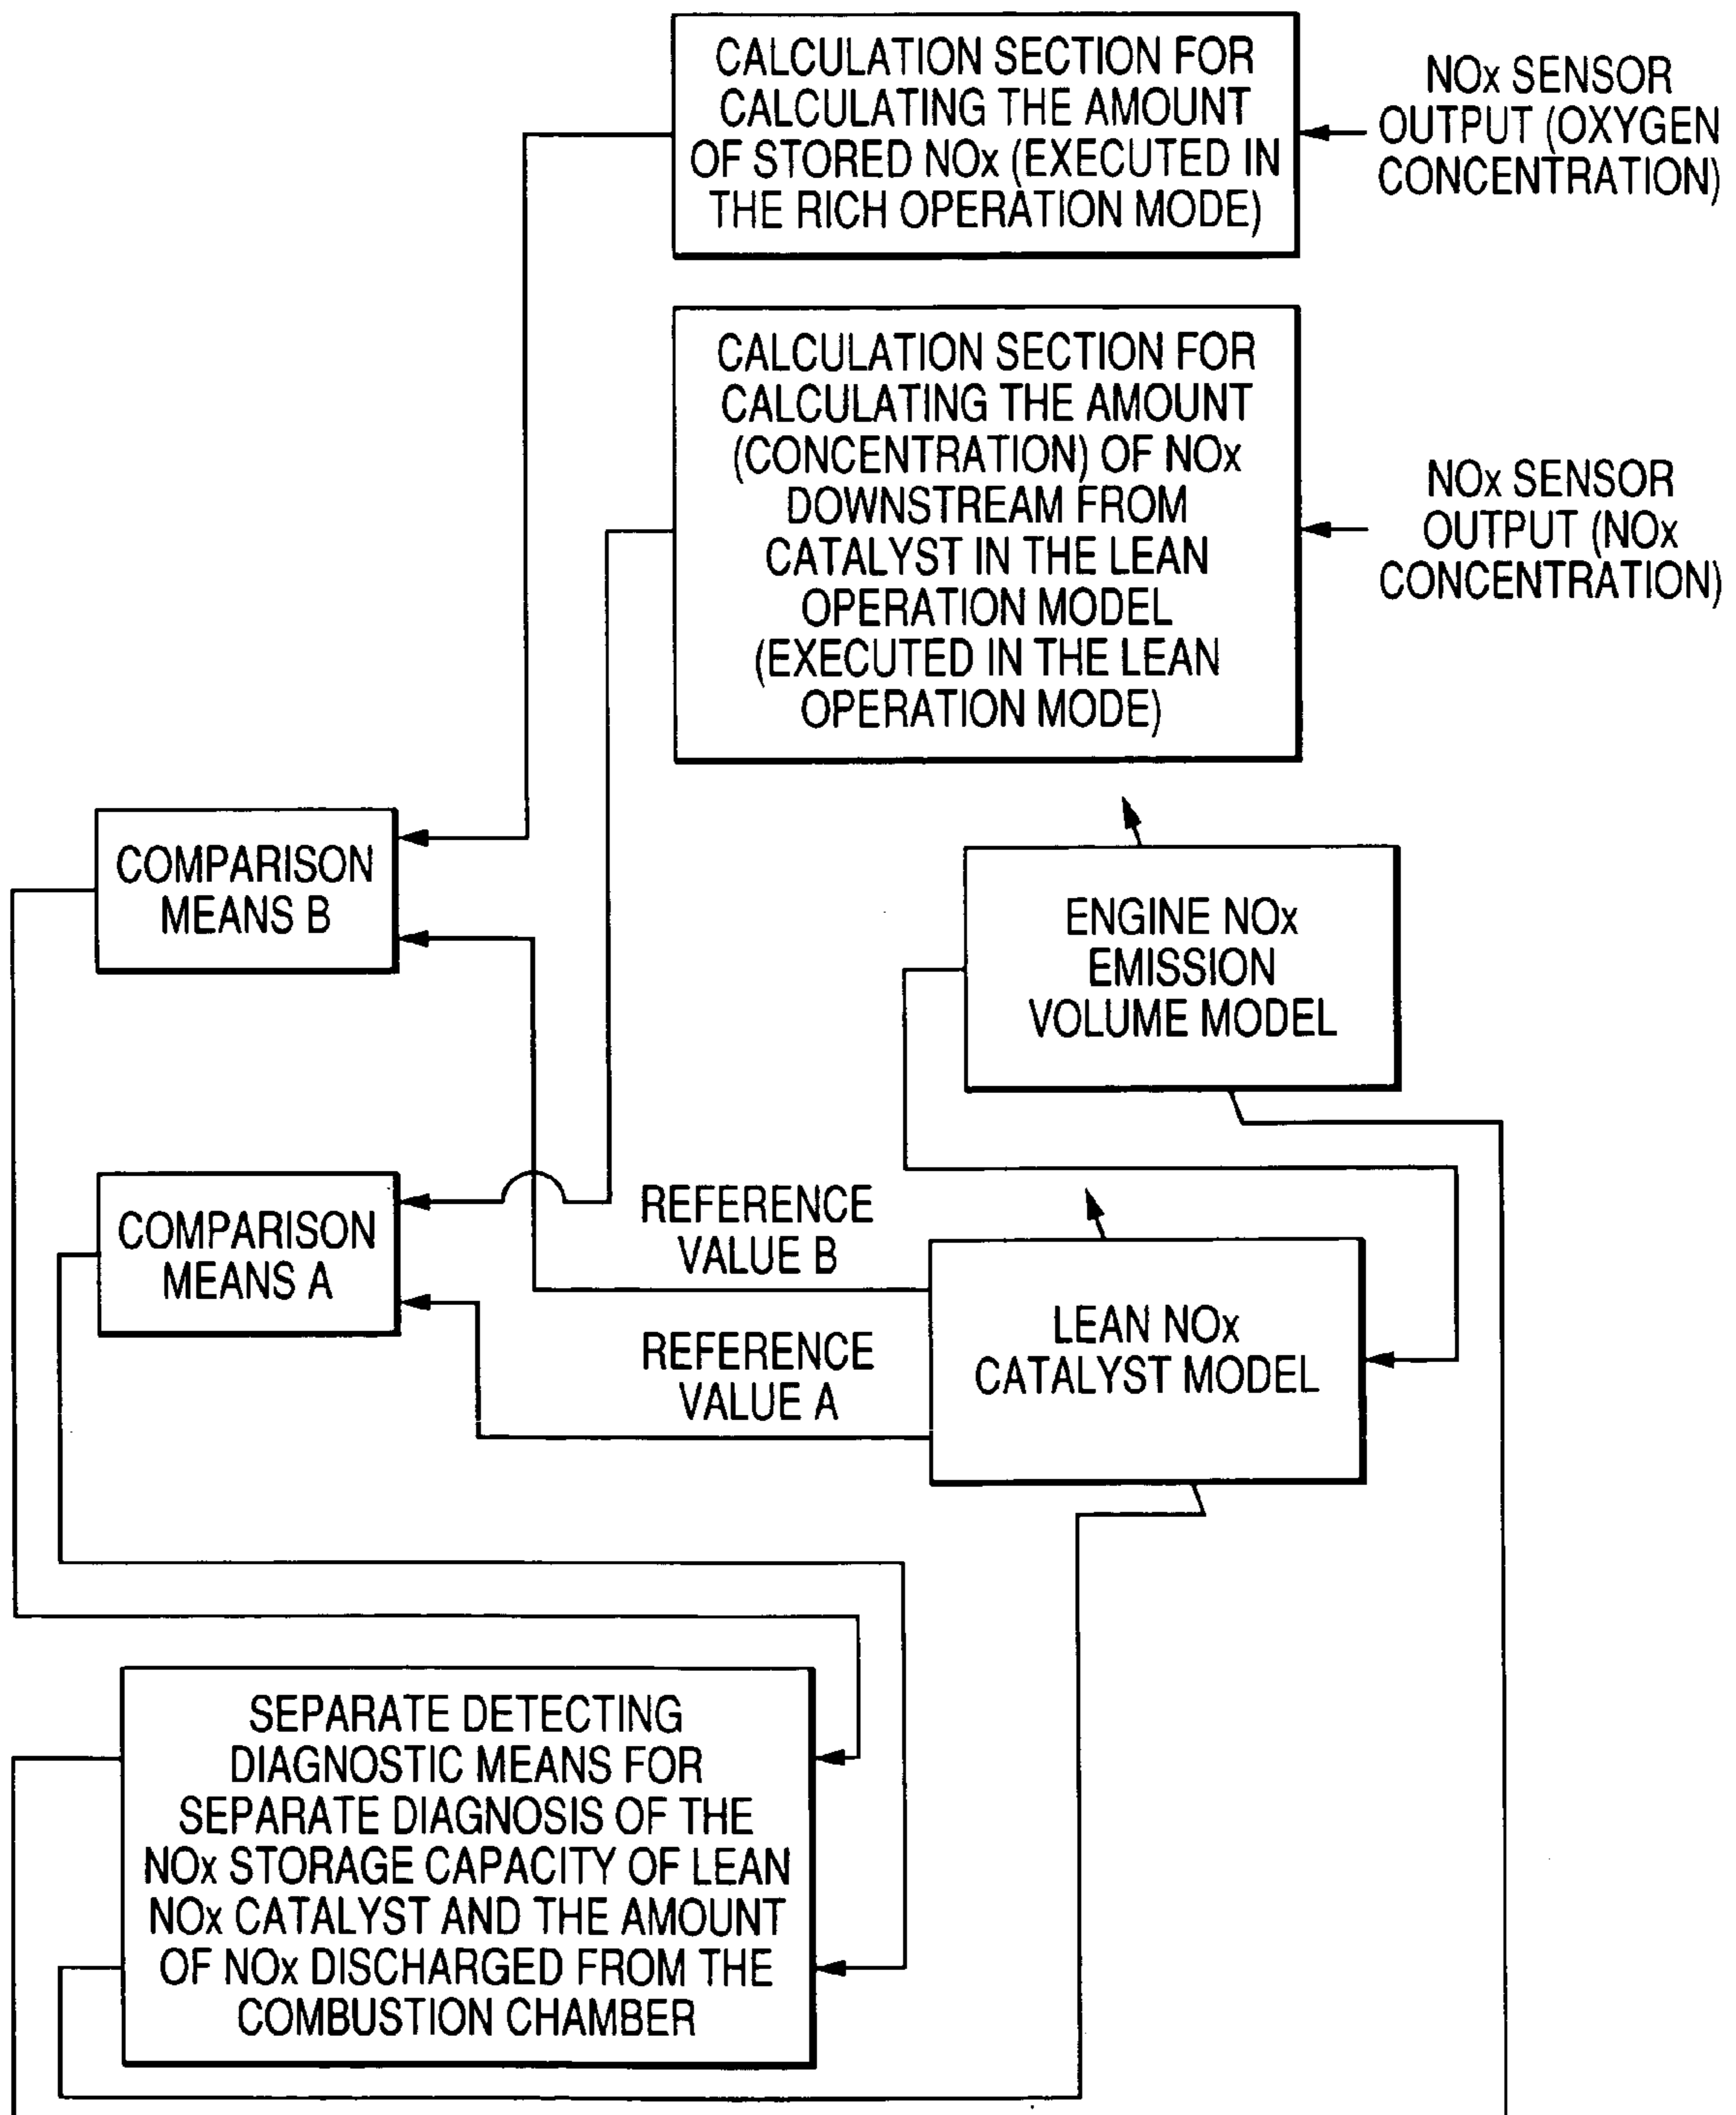 CALCULATION SECTION FOR
CALCULATING THE AMOUNT
OF STORED NOx (EXECUTED IN
THE RICH OPERATION MODE)
NOx SENSOR
OUTPUT (OXYGEN
CONCENTRATION)
CALCULATION SECTION FOR
CALCULATING THE AMOUNT
(CONCENTRATION) OF NOx
DOWNSTREAM FROM
CATALYST IN THE LEAN
OPERATION MODEL
(EXECUTED IN THE LEAN
OPERATION MODE)
NOx SENSOR
OUTPUT (NOx
CONCENTRATION)
COMPARISON
MEANS B
ENGINE NOx
EMISSION
VOLUME MODEL
COMPARISON
MEANS A
REFERENCE
VALUE B
REFERENCE
VALUE A
LEAN NOx
CATALYST MODEL
SEPARATE DETECTING
DIAGNOSTIC MEANS FOR
SEPARATE DIAGNOSIS OF THE
NOx STORAGE CAPACITY OF LEAN
NOx CATALYST AND THE AMOUNT
OF NOx DISCHARGED FROM THE
COMBUSTION CHAMBER